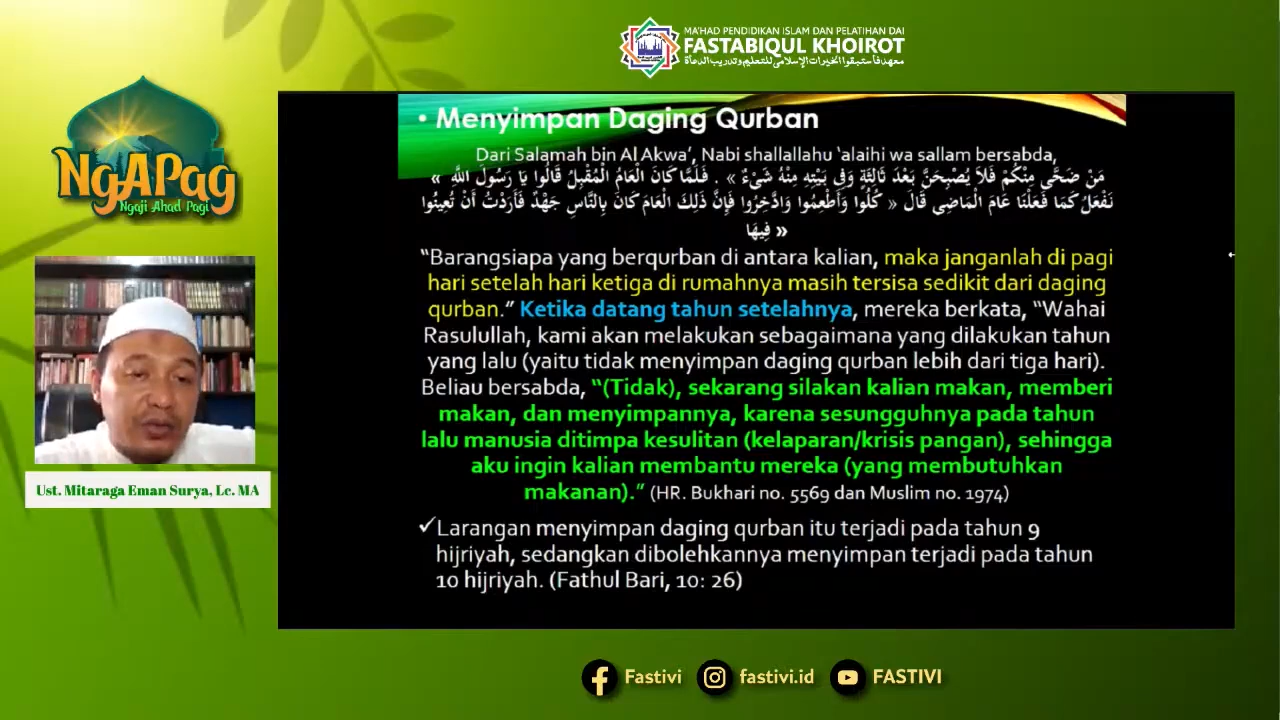 MA'HAD PENDIDIKAN ISLAM DAN PELATIHAN DAI
FASTABIQUL KHOIROT
معهد فاستبقوا الخيرات الإسلامي للتعليم وتدريب الدعاة
NgAPag
Ngaji Ahad Pagi
Ust. Mitaraga Eman Surya, Lc. MA
• Menyimpan Daging Qurban
Dari Salamah bin Al Akwa’, Nabi shallallahu ‘alaihi wa sallam bersabda,
مَنْ ضَحَّى مِنْكُمْ فَلاَ يُصْبِحَنَّ بَعْدَ ثَالِثَةٍ وَفِى بَيْتِهِ مِنْهُ شَىْءٌ » . فَلَمَّا كَانَ الْعَامُ الْمُقْبِلُ قَالُوا يَا رَسُولَ اللَّهِ «
نَفْعَلُ كَمَا فَعَلْنَا عَامَ الْمَاضِى قَالَ « كُلُوا وَأَطْعِمُوا وَادَّخِرُوا فَإِنَّ ذَلِكَ الْعَامَ كَانَ بِالنَّاسِ جَهْدٌ فَأَرَدْتُ أَنْ تُعِينُوا
فِيهَا »
“Barangsiapa yang berqurban di antara kalian, maka janganlah di pagi
hari setelah hari ketiga di rumahnya masih tersisa sedikit dari daging
qurban.” Ketika datang tahun setelahnya, mereka berkata, “Wahai
Rasulullah, kami akan melakukan sebagaimana yang dilakukan tahun
yang lalu (yaitu tidak menyimpan daging qurban lebih dari tiga hari).
Beliau bersabda, “(Tidak), sekarang silakan kalian makan, memberi
makan, dan menyimpannya, karena sesungguhnya pada tahun
lalu manusia ditimpa kesulitan (kelaparan/krisis pangan), sehingga
aku ingin kalian membantu mereka (yang membutuhkan
makanan).” (HR. Bukhari no. 5569 dan Muslim no. 1974)
✓Larangan menyimpan daging qurban itu terjadi pada tahun 9
hijriyah, sedangkan dibolehkannya menyimpan terjadi pada tahun
10 hijriyah. (Fathul Bari, 10: 26)
Fastivi fastivi.id FASTIVI